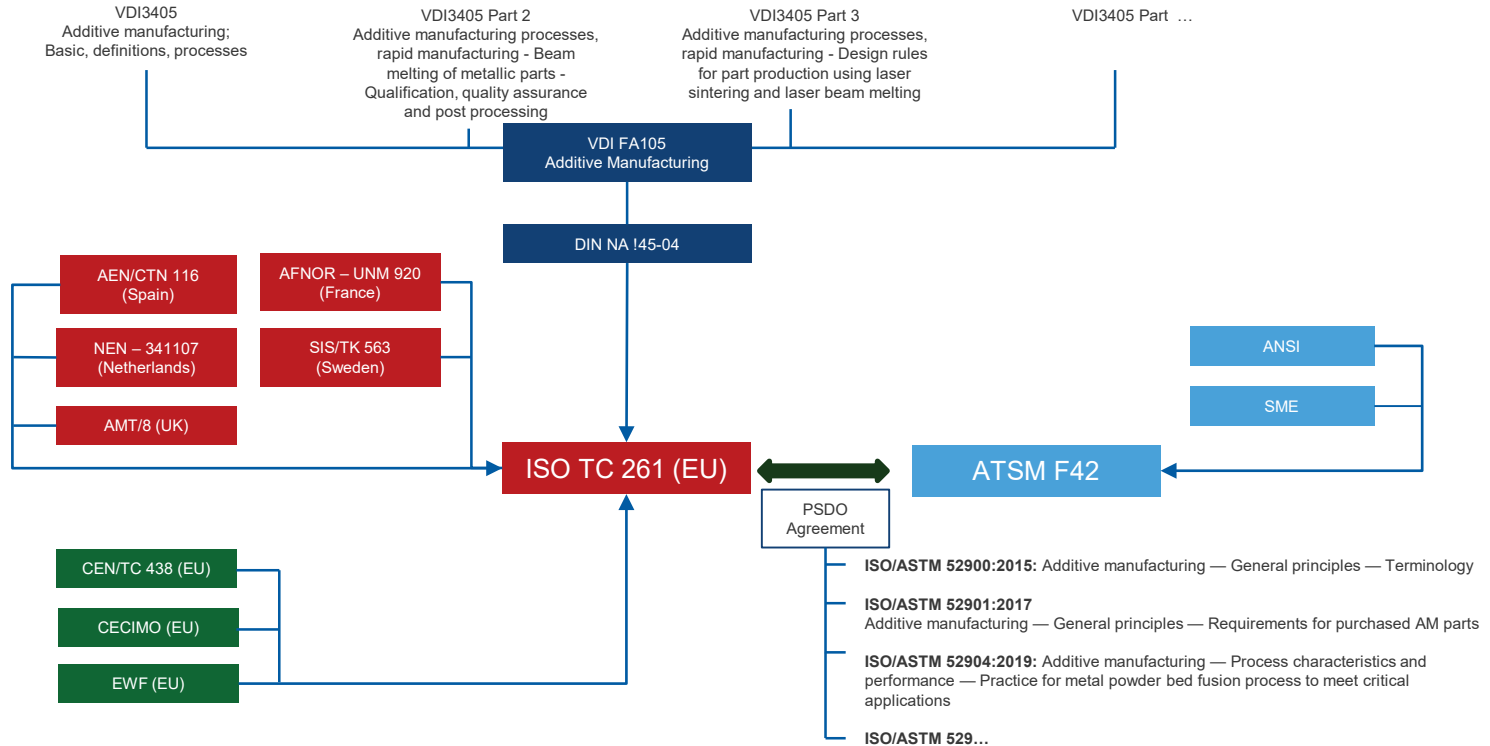 VDI3405
Additive manufacturing;
Basic, definitions, processes
VDI3405 Part 2
Additive manufacturing processes,
rapid manufacturing - Beam
melting of metallic parts -
Qualification, quality assurance
and post processing
VDI3405 Part 3
Additive manufacturing processes,
rapid manufacturing - Design rules
for part production using laser
sintering and laser beam melting
VDI3405 Part …
VDI FA105
Additive Manufacturing
DIN NA !45-04
AEN/CTN 116
(Spain)
AFNOR – UNM 920
(France)
NEN – 341107
(Netherlands)
SIS/TK 563
(Sweden)
AMT/8 (UK)
ANSI
SME
ISO TC 261 (EU)
ATSM F42
PSDO
Agreement
CEN/TC 438 (EU)
CECIMO (EU)
EWF (EU)
ISO/ASTM 52900:2015: Additive manufacturing — General principles — Terminology
ISO/ASTM 52901:2017
Additive manufacturing — General principles — Requirements for purchased AM parts
ISO/ASTM 52904:2019: Additive manufacturing — Process characteristics and
performance — Practice for metal powder bed fusion process to meet critical
applications
ISO/ASTM 529…